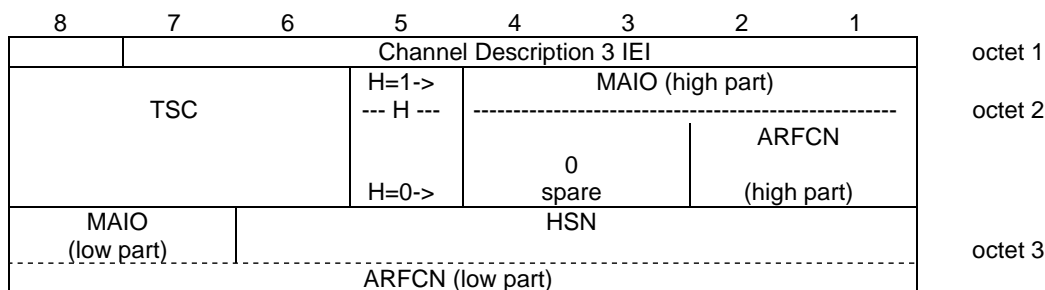 8 7 6 5 4 3 2 1
Channel Description 3 IEI octet 1
H=1-> MAIO (high part)
TSC --- H --- ---------------------------------------------------- octet 2
ARFCN
0
H=0-> spare (high part)
MAIO HSN
(low part) octet 3
ARFCN (low part)